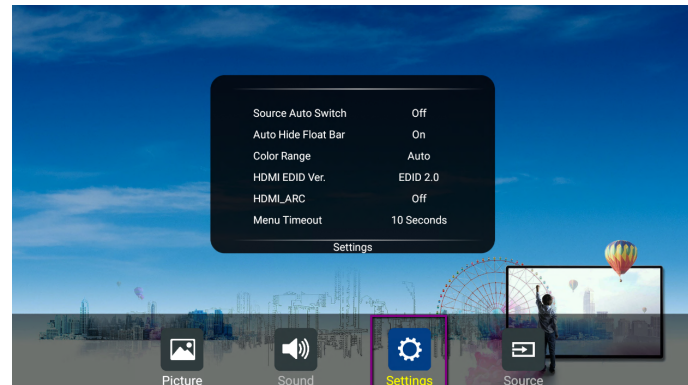 Source Auto Switch Off
Auto Hide Float Bar On
Color Range Auto
HDMI EDID Ver. EDID 2.0
HDMI_ARC Off
Menu Timeout 10 Seconds
Settings
Picture Sound Settings Source